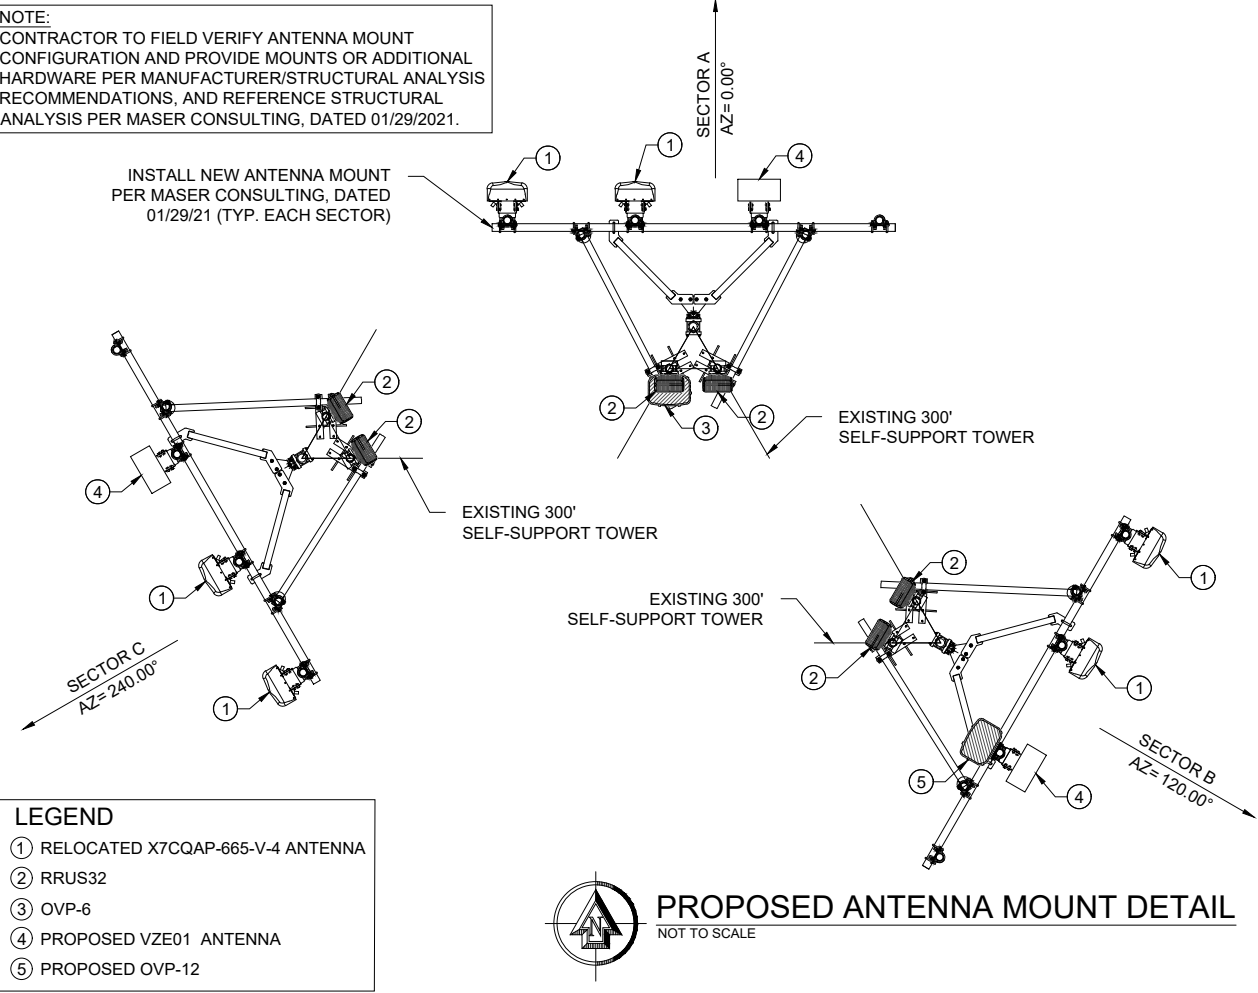 NOTE:
CONTRACTOR TO FIELD VERIFY ANTENNA MOUNT
CONFIGURATION AND PROVIDE MOUNTS OR ADDITIONAL
HARDWARE PER MANUFACTURER/STRUCTURAL ANALYSIS
RECOMMENDATIONS, AND REFERENCE STRUCTURAL
ANALYSIS PER MASER CONSULTING, DATED 01/29/2021.
SECTOR A
AZ= 0.00°
1
1
4
INSTALL NEW ANTENNA MOUNT
PER MASER CONSULTING, DATED
01/29/21 (TYP. EACH SECTOR)
2
3
2
EXISTING 300'
SELF-SUPPORT TOWER
2
2
4
EXISTING 300'
SELF-SUPPORT TOWER
1
1
SECTOR C
AZ= 240.00°
2
1
EXISTING 300'
SELF-SUPPORT TOWER
2
1
5
4
SECTOR B
AZ= 120.00°
LEGEND
1 RELOCATED X7CQAP-665-V-4 ANTENNA
2 RRUS32
3 OVP-6
4 PROPOSED VZE01 ANTENNA
5 PROPOSED OVP-12
N
PROPOSED ANTENNA MOUNT DETAIL
NOT TO SCALE